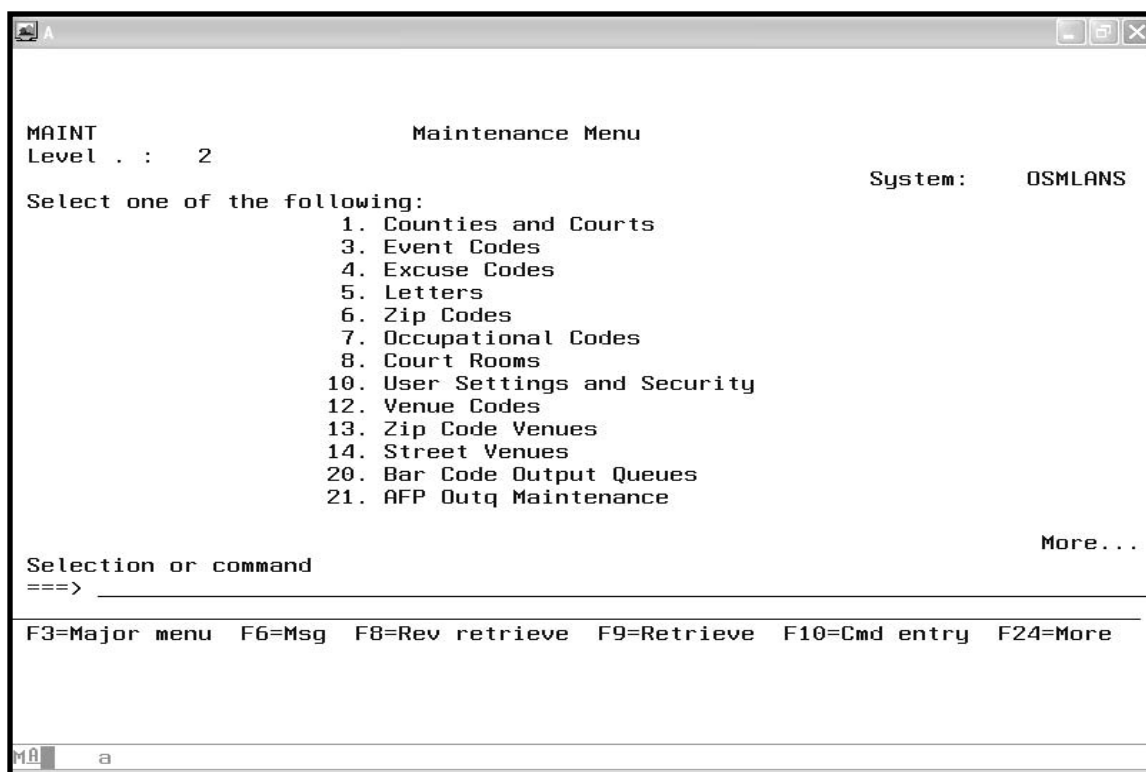 A
MAINT Maintenance Menu
Level . : 2
System: OSMLANS
Select one of the following:
1. Counties and Courts
3. Event Codes
4. Excuse Codes
5. Letters
6. Zip Codes
7. Occupational Codes
8. Court Rooms
10. User Settings and Security
12. Venue Codes
13. Zip Code Venues
14. Street Venues
20. Bar Code Output Queues
21. AFP Outq Maintenance
More...
Selection or command
===>
F3=Major menu F6=Msg F8=Rev retrieve F9=Retrieve F10=Cmd entry F24=More
MA a